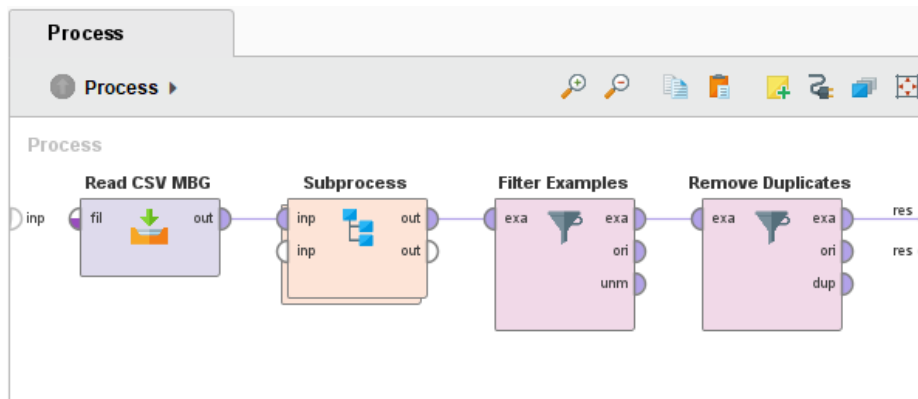 Process
Process
Process
Read CSV MBG
Subprocess
Filter Examples
Remove Duplicates
inp
fil
out
inp
out
exa
exa
exa
exa
res
inp
out
ori
ori
res
unm
dup